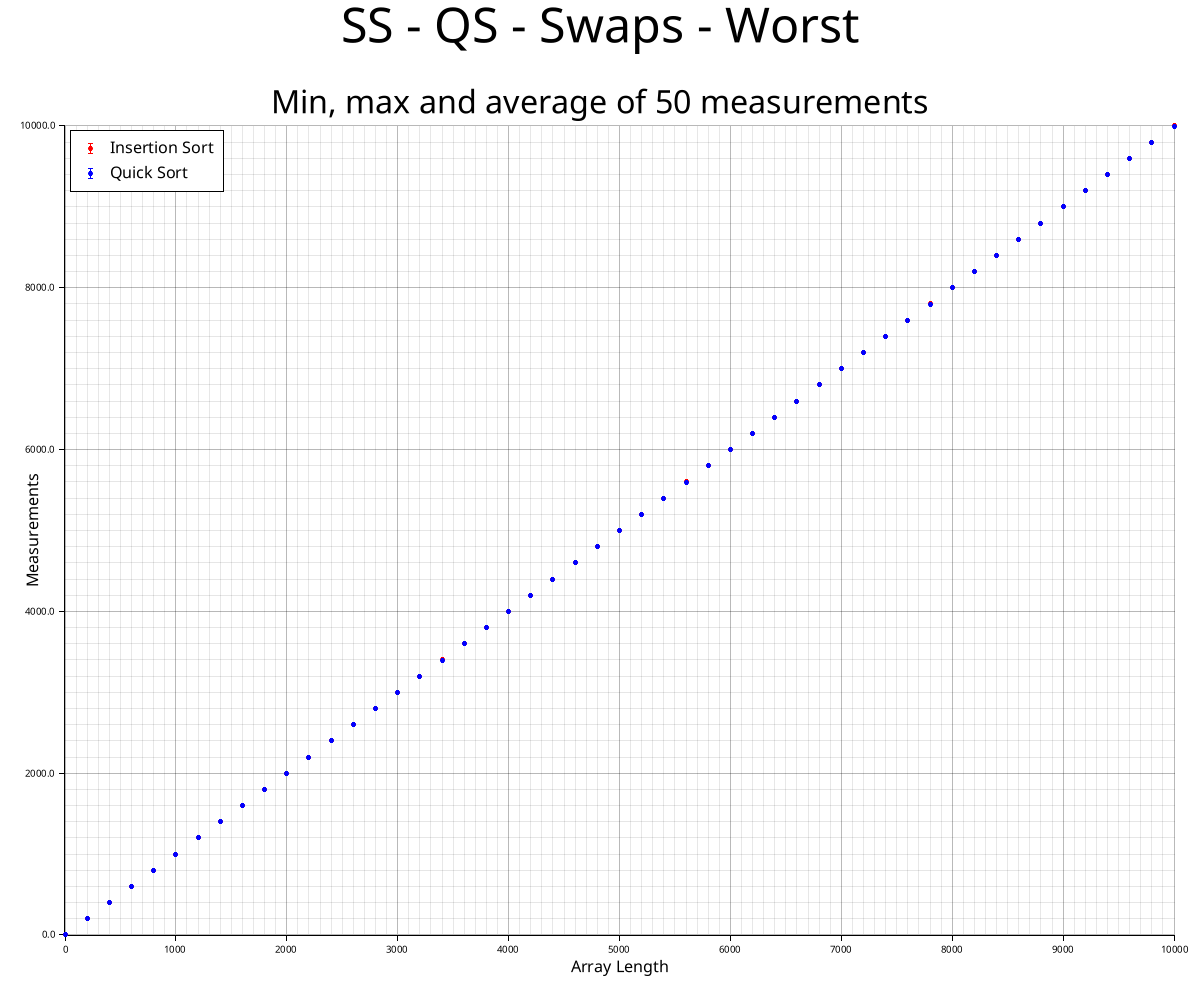 SS - QS - Swaps - Worst
Min, max and average of 50 measurements
10000.0
Insertion Sort
Quick Sort
8000.0
6000.0
Measurements
4000.0
2000.0
0.0
0 1000 2000 3000 4000 5000 6000 7000 8000 9000 10000
Array Length